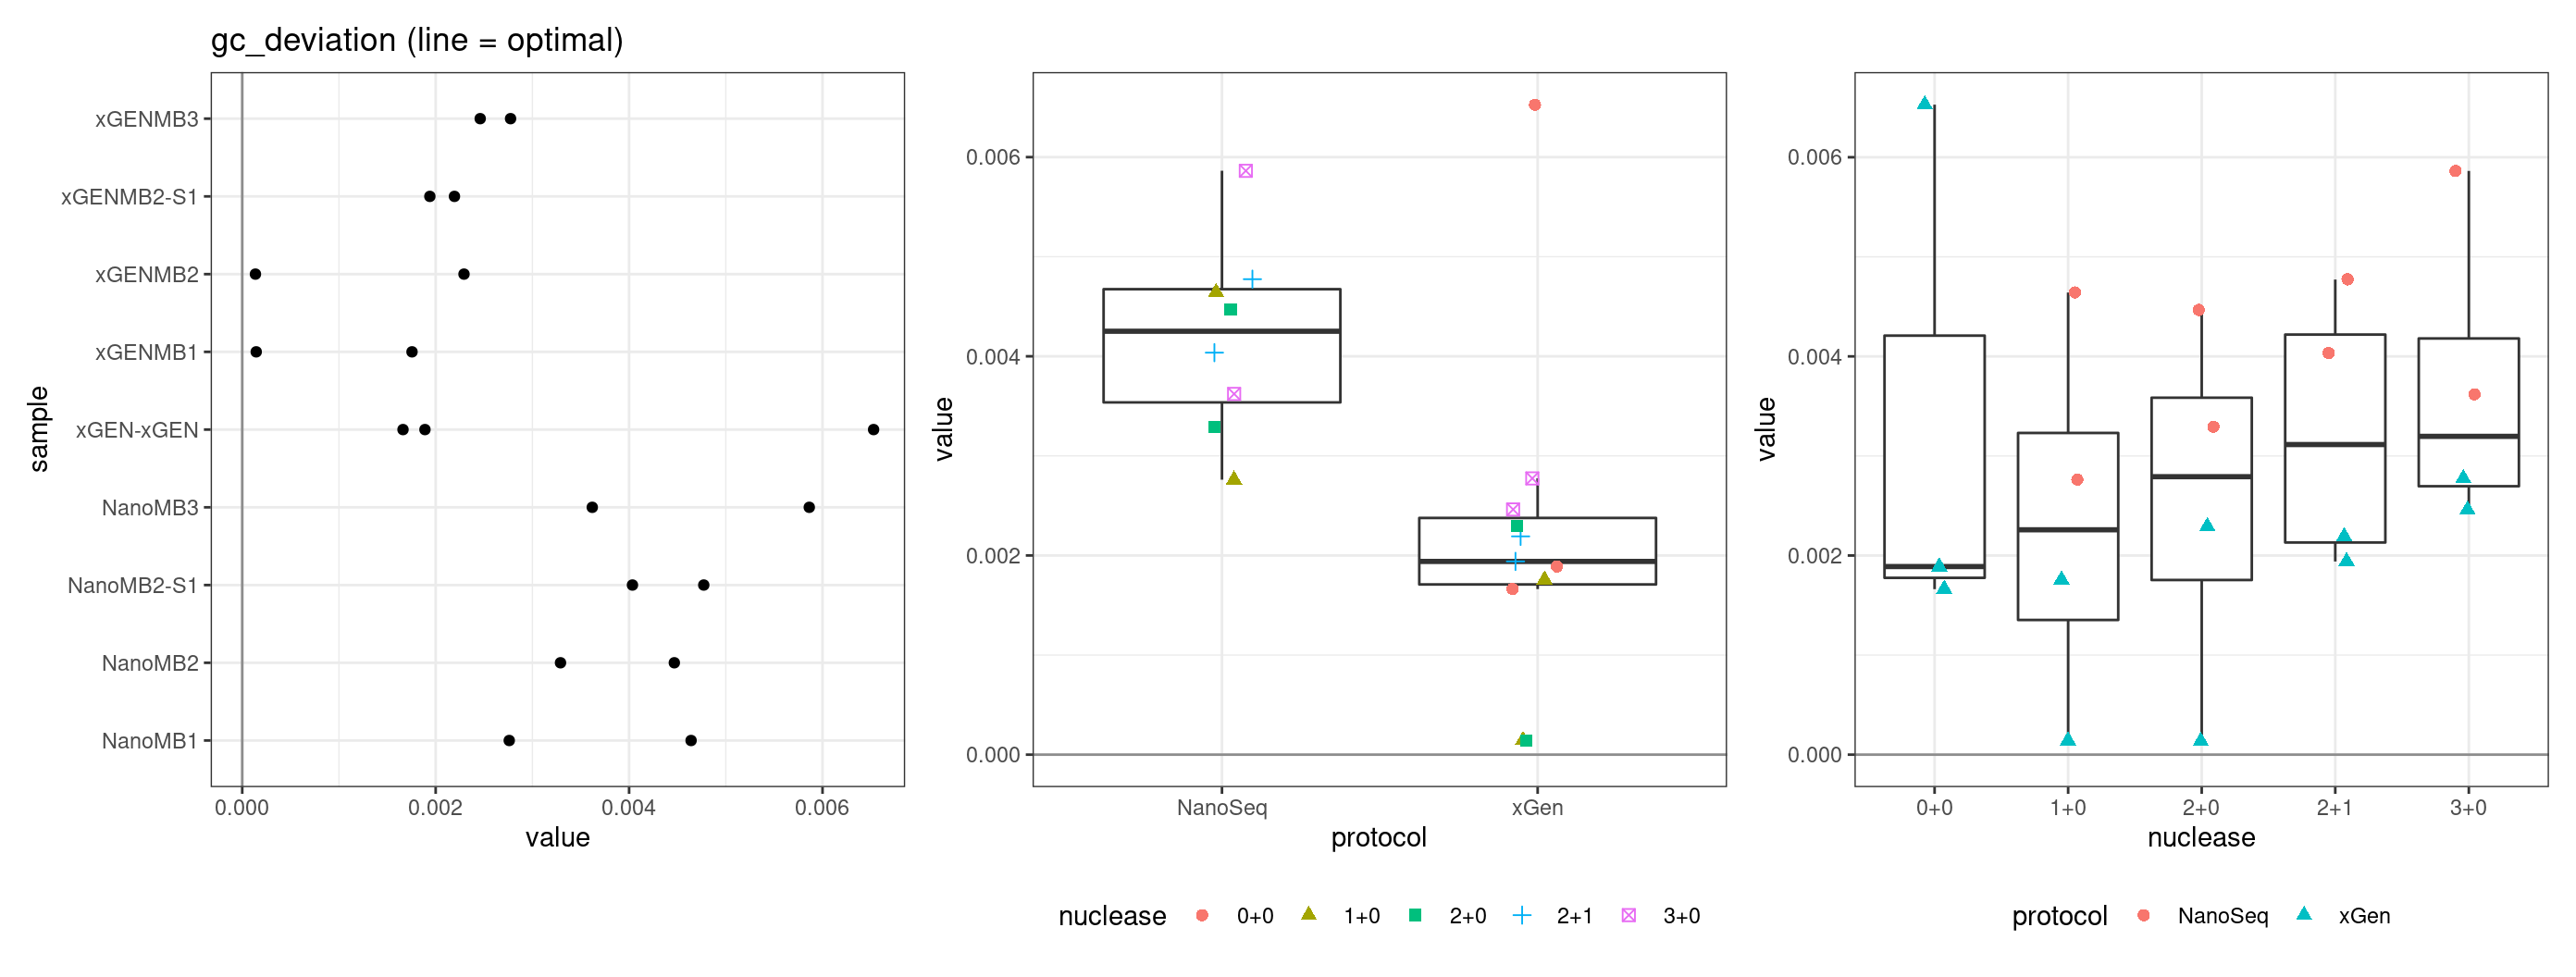 gc_deviation (line = optimal)
sample
xGENMB3
xGENMB2-S1
xGENMB2
xGENMB1
xGEN-xGEN
NanoMB3
NanoMB2-S1
NanoMB2
NanoMB1
0.000 0.002 0.004 0.006
value
value
0.006
0.004
0.002
0.000
NanoSeq xGen
protocol
nuclease 0+0 1+0 2+0 2+1 3+0
value
0.006
0.004
0.002
0.000
0+0 1+0 2+0 2+1 3+0
nuclease
protocol NanoSeq xGen